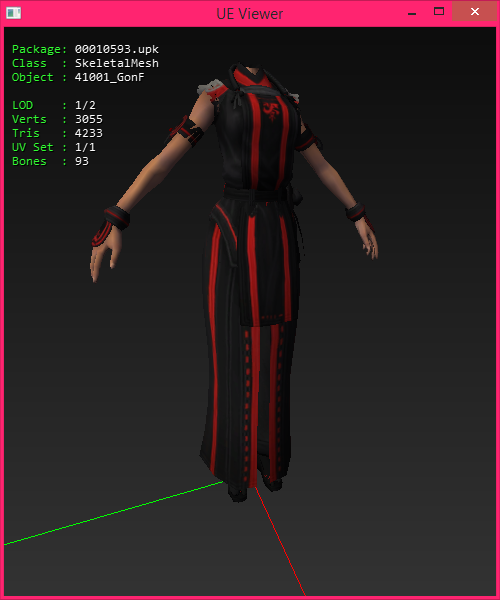 UE Viewer
Package: 00010593.upk
Class : SkeletalMesh
Object : 41001_GonF
LOD : 1/2
Verts : 3055
Tris : 4233
UV Set : 1/1
Bones : 93